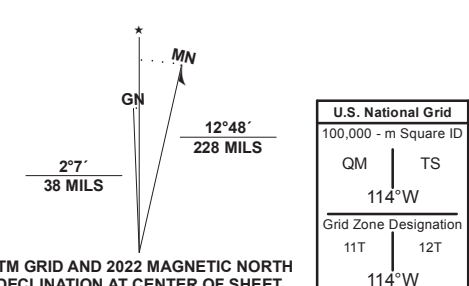 ★
MN
GN
12°48´
228 MILS
2°7´
38 MILS
TM GRID AND 2022 MAGNETIC NORTH
DECLINATION AT CENTER OF SHEET
U.S. National Grid
100,000 - m Square ID
QM TS
114°W
Grid Zone Designation
11T 12T
114°W